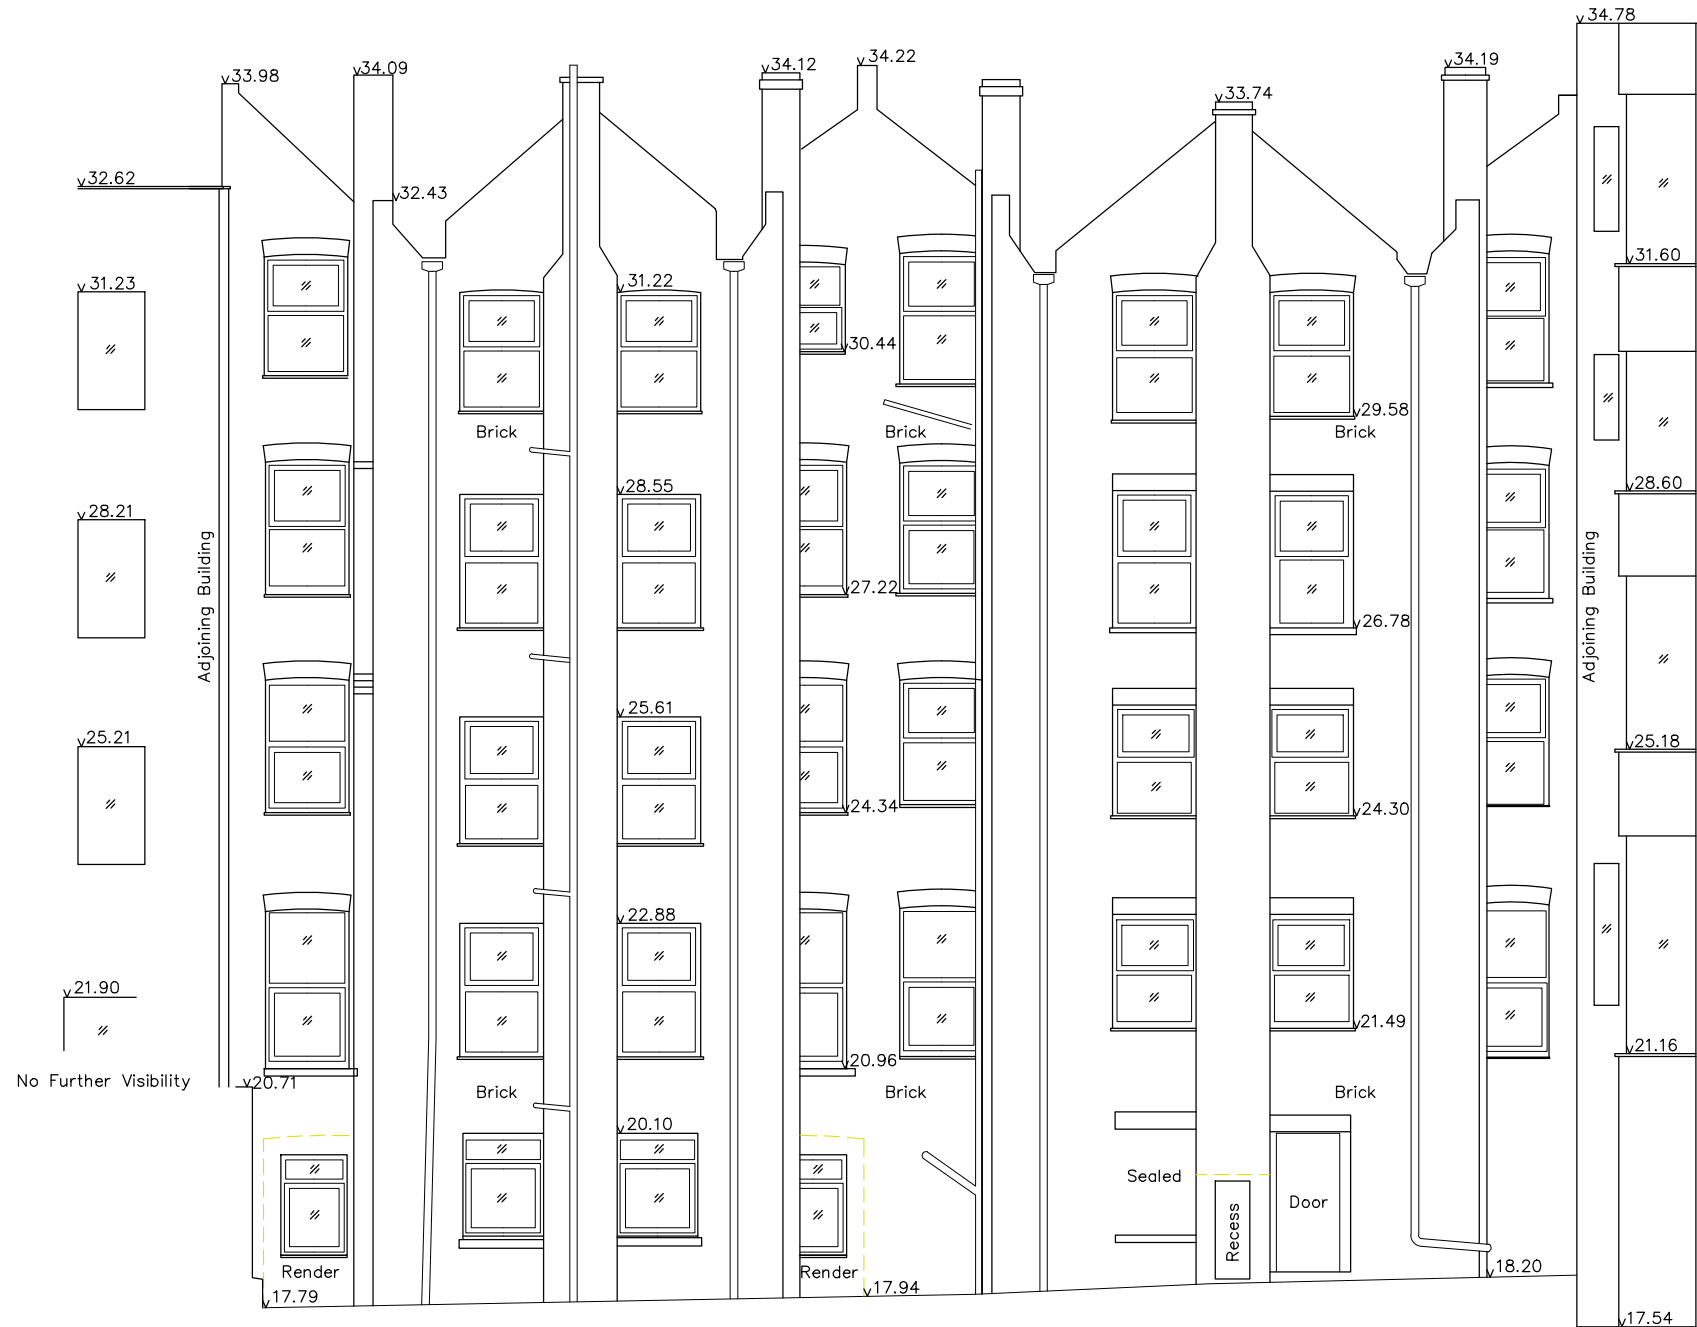 34.78
34.22
34.12
34.09
34.19
33.98
33.74
32.62
32.43
31.60
31.23
31.22
30.44
29.58
Brick
Brick
Brick
28.55
28.60
28.21
Adjoining Building
Adjoining Building
27.22
26.78
25.61
25.21
25.18
24.34
24.30
22.88
21.90
21.49
21.16
20.96
No Further Visibility
20.71
Brick
Brick
Brick
20.10
Sealed
Door
Recess
Render
Render
18.20
17.94
17.79
17.54